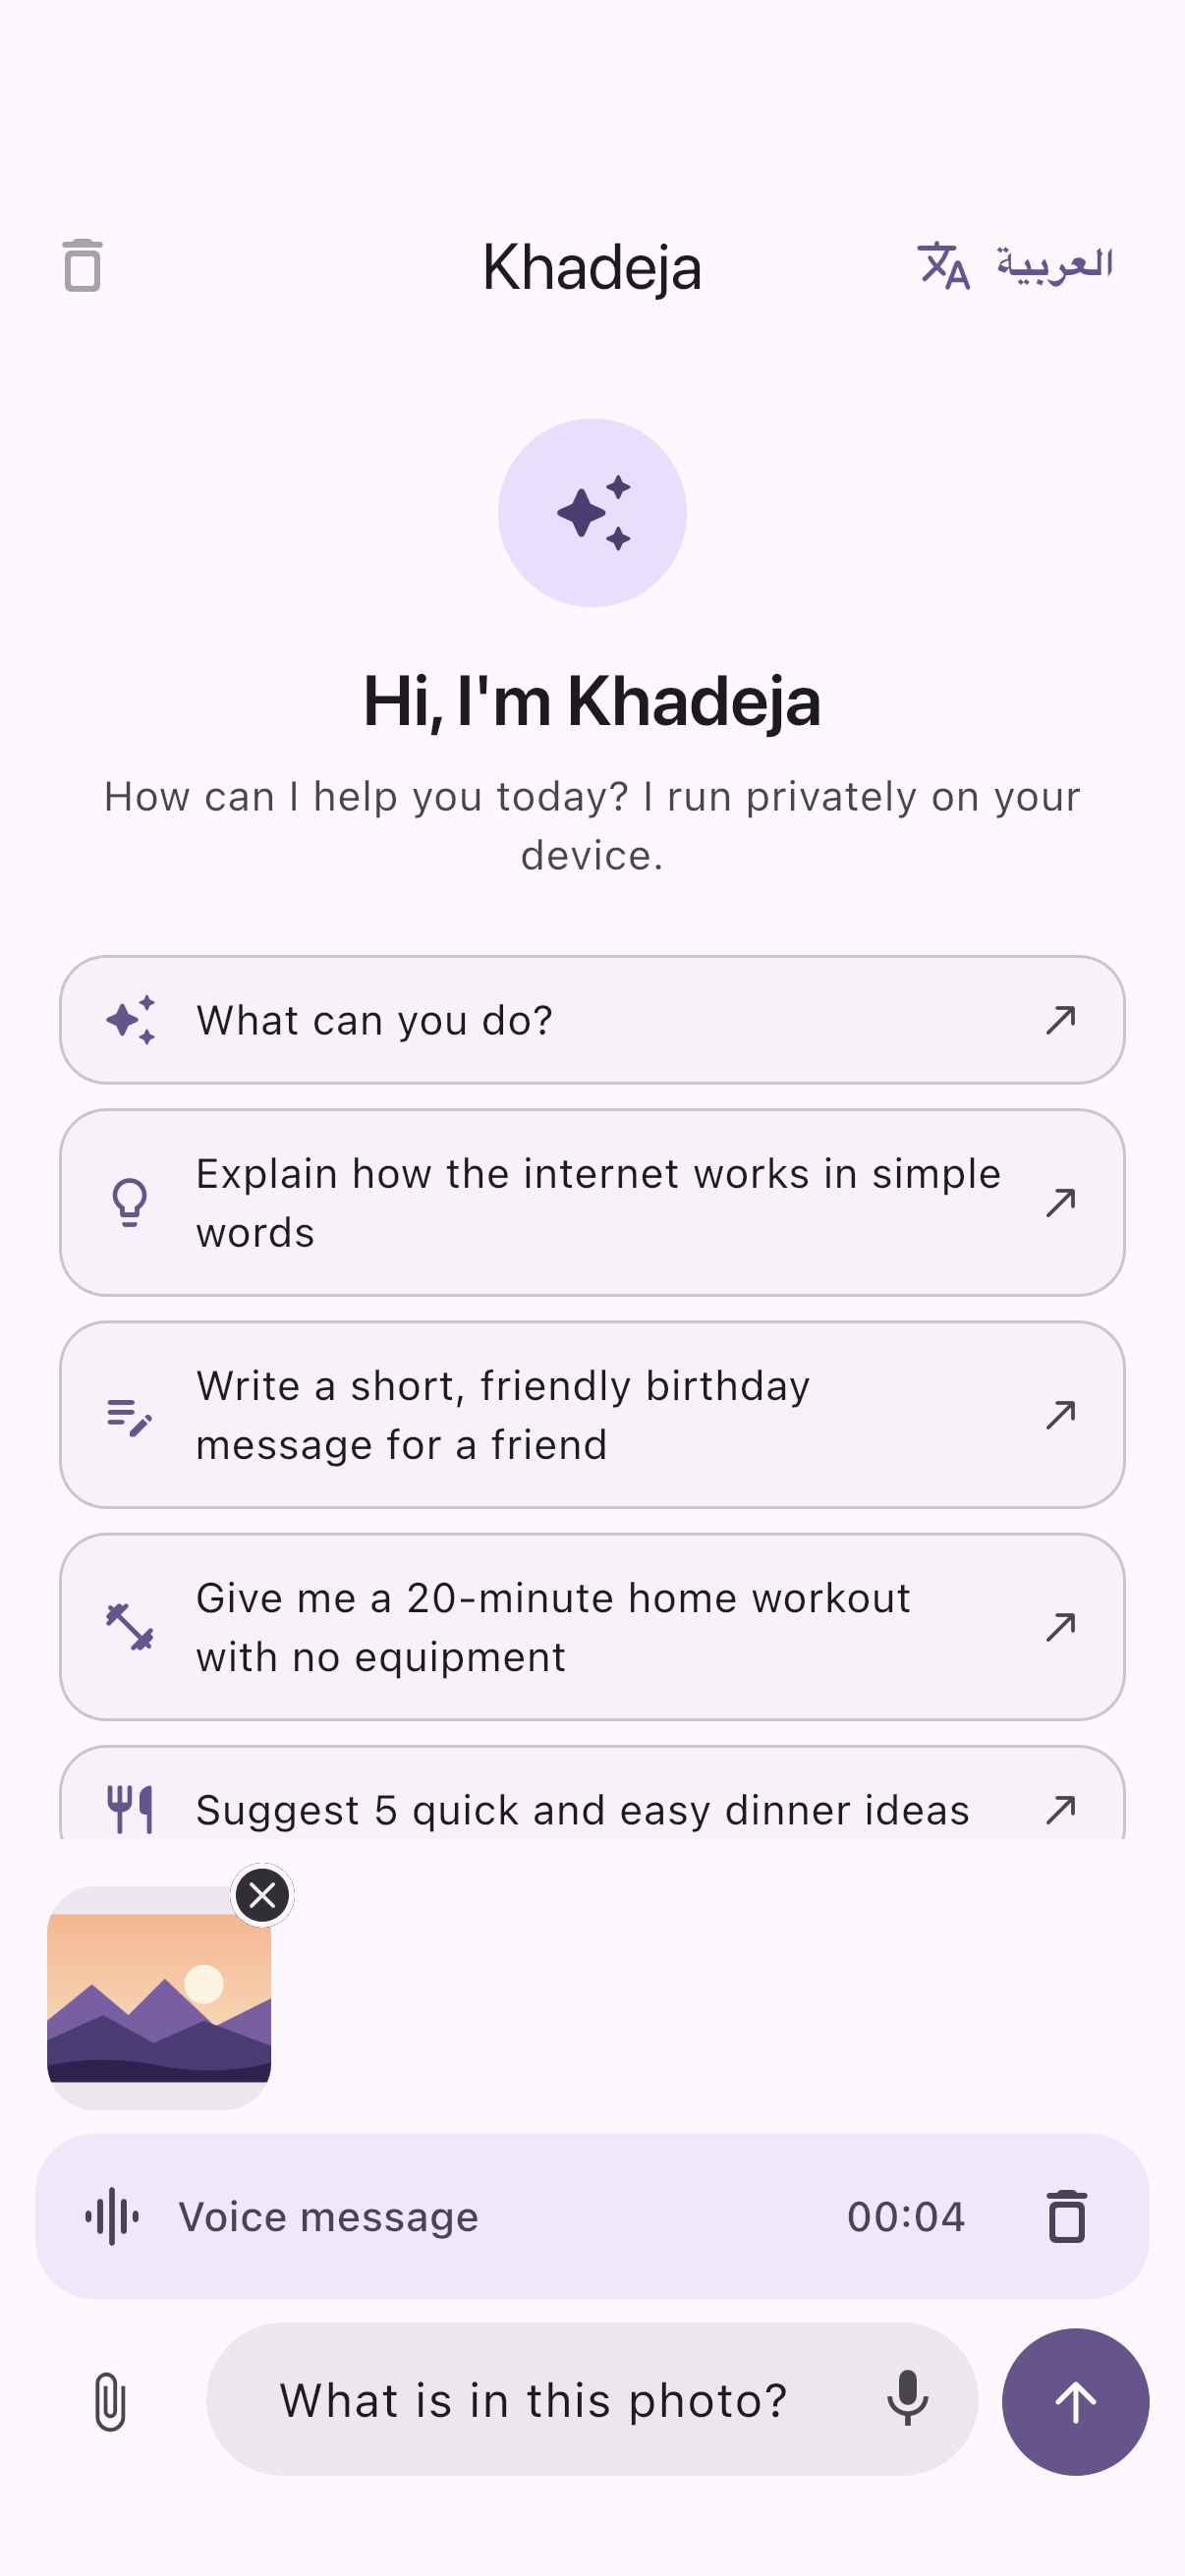 Khadeja
العربية
Hi, I'm Khadeja
How can I help you today? I run privately on your
device.
What can you do?
Explain how the internet works in simple
words
Write a short, friendly birthday
message for a friend
Give me a 20-minute home workout
with no equipment
Suggest 5 quick and easy dinner ideas
Voice message 00:04
What is in this photo?